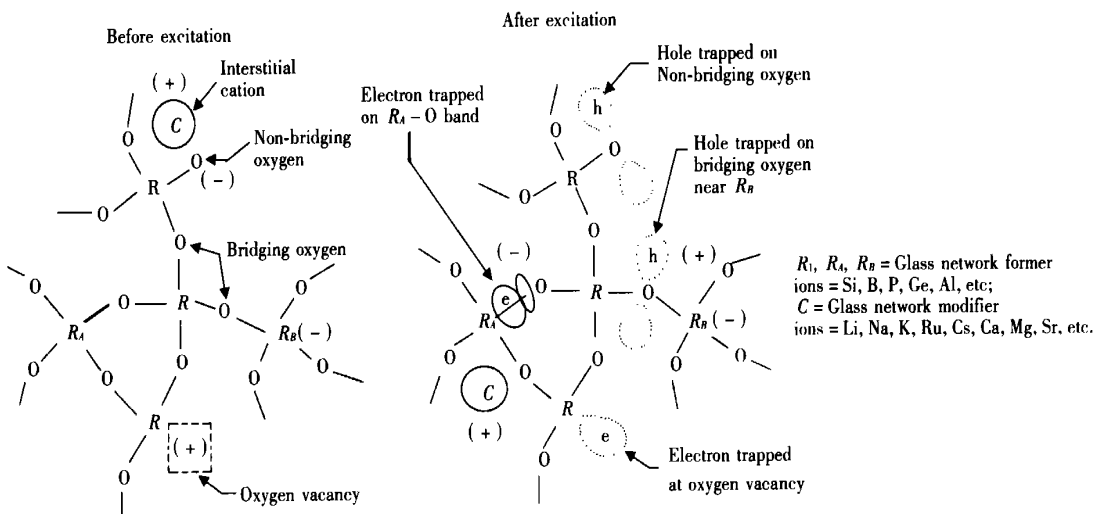 Before excitation
(+)
Interstitial
cation
C
O
Non-bridging
oxygen
O
(-)
R
O
O
Bridging oxygen
O
O
O
R
O
R_A
R_B(-)
O
O
O
O
O
O
R
(+)
O
Oxygen vacancy
After excitation
Hole trapped on
Non-bridging oxygen
h
Electron trapped
on R_A-O band
O
O
R
Hole trapped on
bridging oxygen
near R_B
O
O
(-)
h
(+)
O
O
O
e
O
R
O
R_A
R_B(-)
O
O
O
O
O
C
(+)
R
e
O
Electron trapped
at oxygen vacancy
R₁, R_A, R_B = Glass network former
ions = Si, B, P, Ge, Al, etc;
C = Glass network modifier
ions = Li, Na, K, Ru, Cs, Ca, Mg, Sr, etc.